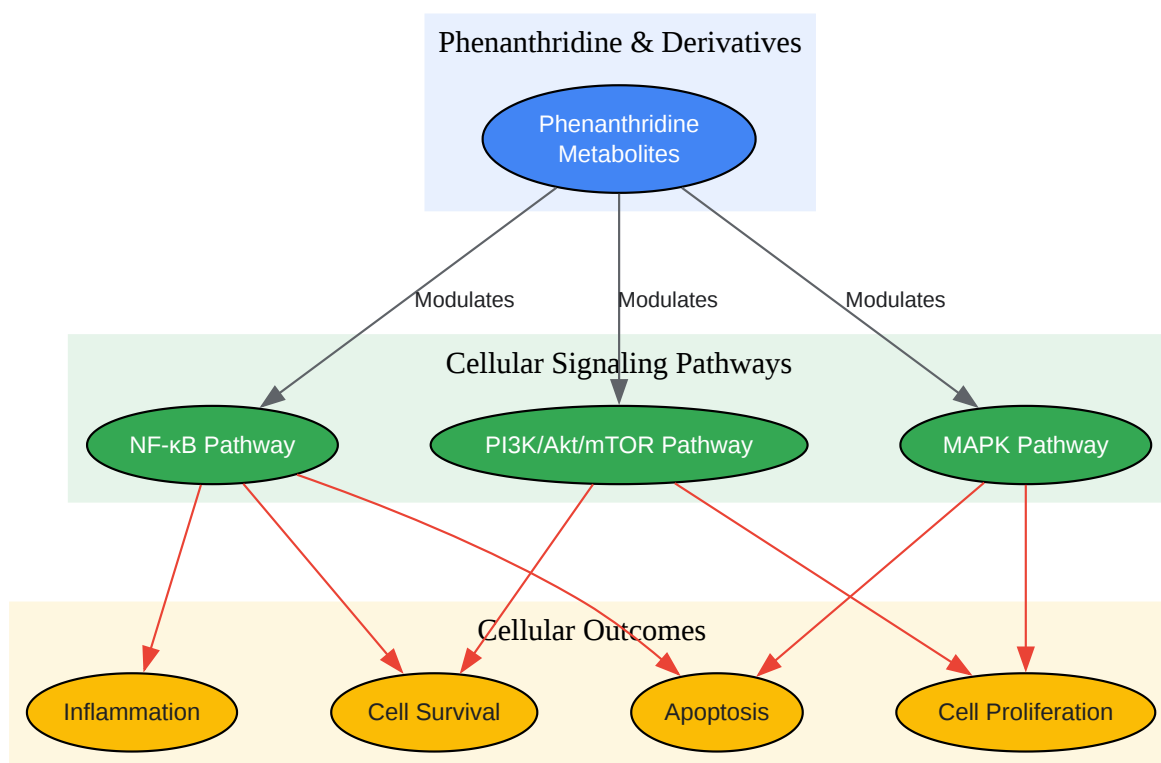 Phenanthridine & Derivatives
Phenanthridine
Metabolites
Modulates
Modulates
Modulates
Cellular Signaling Pathways
NF-κB Pathway
PI3K/Akt/mTOR Pathway
MAPK Pathway
Cellular Outcomes
Inflammation
Cell Survival
Apoptosis
Cell Proliferation